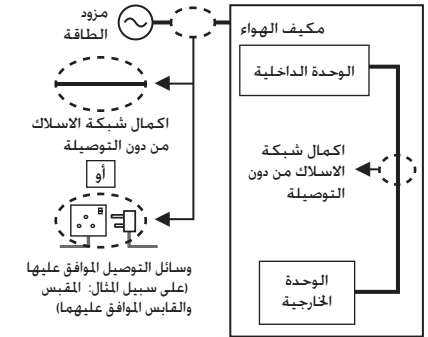 مزود
الطاقة
مكيف الهواء
الوحدة الداخلية
اكمال شبكة
الاسلاك من دون
التوصيلة
الوحدة
الخارجية
اكمال شبكة الاسلاك
من دون التوصيلة
أو
وسائل التوصيل الموافق عليها
(على سبيل المثال: المقبس
والقابس الموافق عليهما)